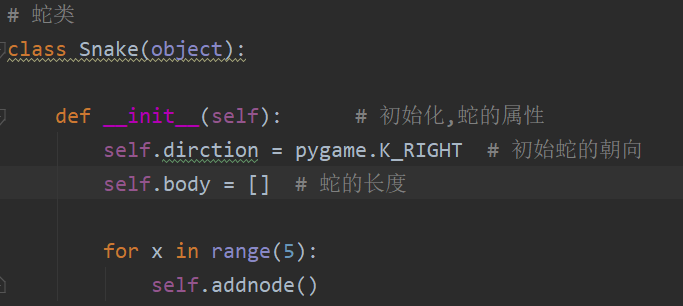 # 蛇类
class Snake(object):
def __init__(self):      # 初始化,蛇的属性
self.dirction = pygame.K_RIGHT  # 初始蛇的朝向
self.body = []  # 蛇的长度
for x in range(5):
self.addnode()